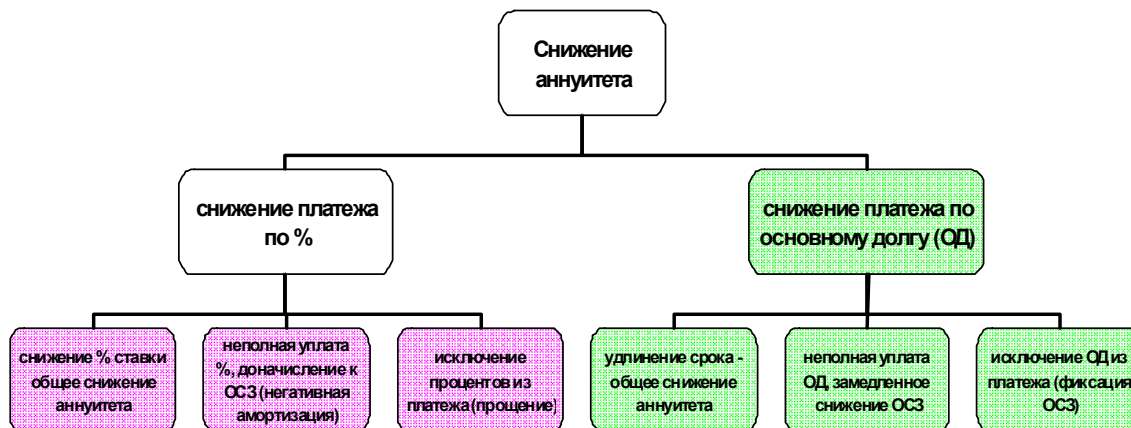 Снижение
аннуитета
снижение платежа
по %
снижение платежа по
основному долгу (ОД)
снижение % ставки
общее снижение
аннуитета
неполная уплата
%, доначисление к
ОСЗ (негативная
амортизация)
исключение
процентов из
платежа (прощение)
удлинение срока -
общее снижение
аннуитета
неполная уплата
ОД, замедленное
снижение ОСЗ
исключение ОД из
платежа (фиксация
ОСЗ)